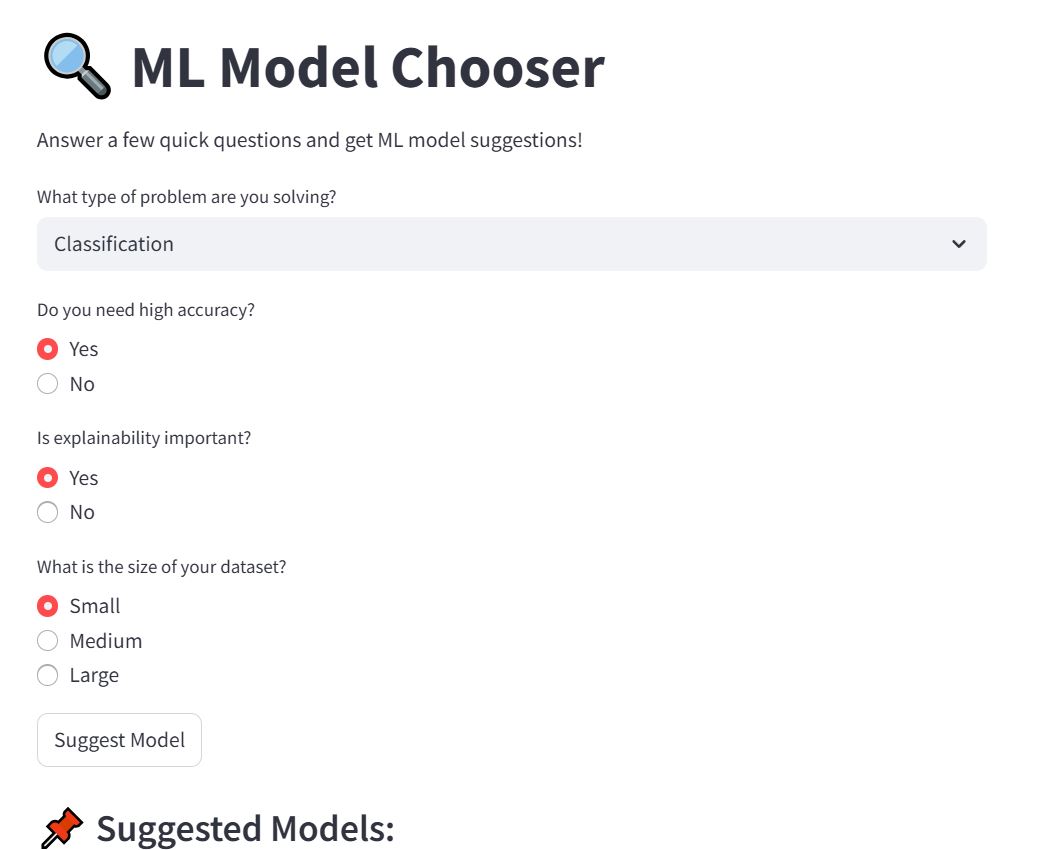 ML Model Chooser
Answer a few quick questions and get ML model suggestions!
What type of problem are you solving?
Classification
Do you need high accuracy?
Yes
No
Is explainability important?
Yes
No
What is the size of your dataset?
Small
Medium
Large
Suggest Model
Suggested Models: